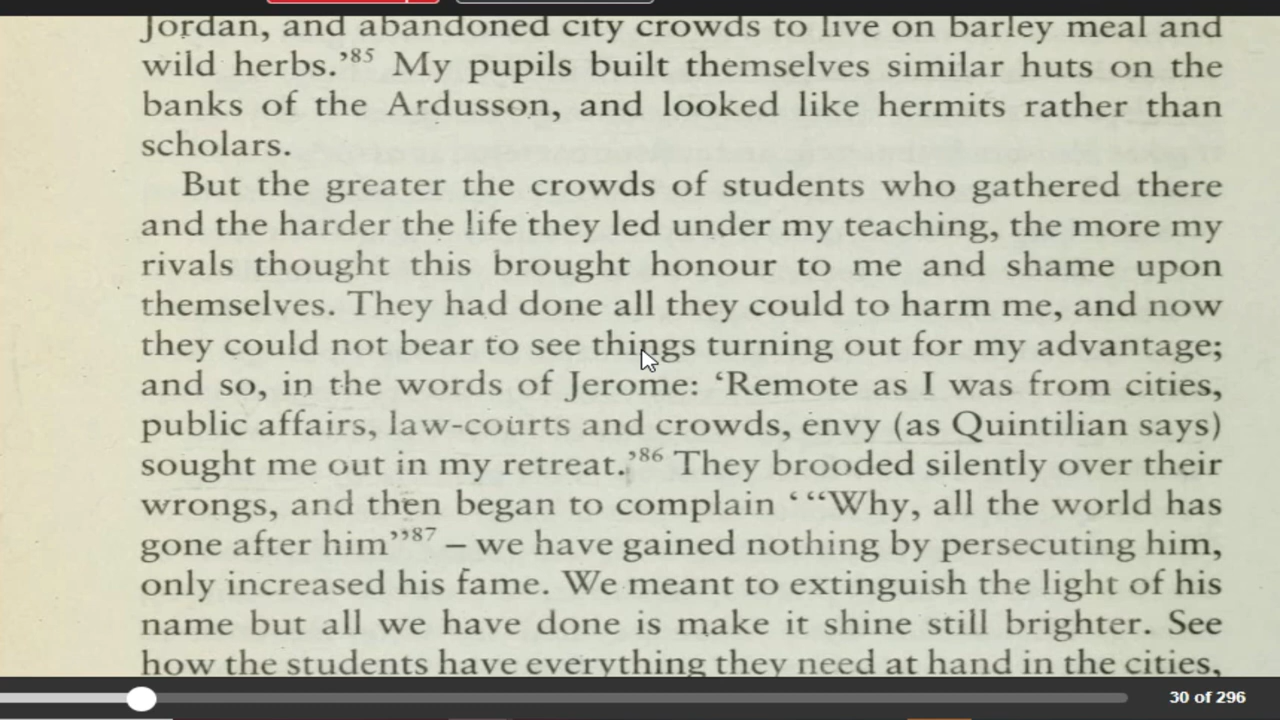 Jordan, and abandoned city crowds to live on barley meal and
wild herbs.’85 My pupils built themselves similar huts on the
banks of the Ardusson, and looked like hermits rather than
scholars.
But the greater the crowds of students who gathered there
and the harder the life they led under my teaching, the more my
rivals thought this brought honour to me and shame upon
themselves. They had done all they could to harm me, and now
they could not bear to see things turning out for my advantage;
and so, in the words of Jerome: ‘Remote as I was from cities,
public affairs, law-courts and crowds, envy (as Quintilian says)
sought me out in my retreat.’86 They brooded silently over their
wrongs, and then began to complain ‘ “Why, all the world has
gone after him”’87 – we have gained nothing by persecuting him,
only increased his fame. We meant to extinguish the light of his
name but all we have done is make it shine still brighter. See
how the students have everything they need at hand in the cities,
30 of 296